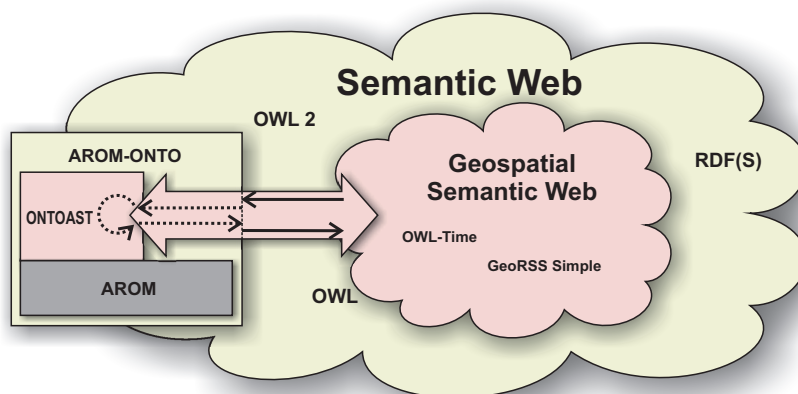 Semantic Web
OWL 2
AROM-ONTO
RDF(S)
Geospatial
Semantic Web
ONTOAST
OWL-Time
GeoRSS Simple
AROM
OWL